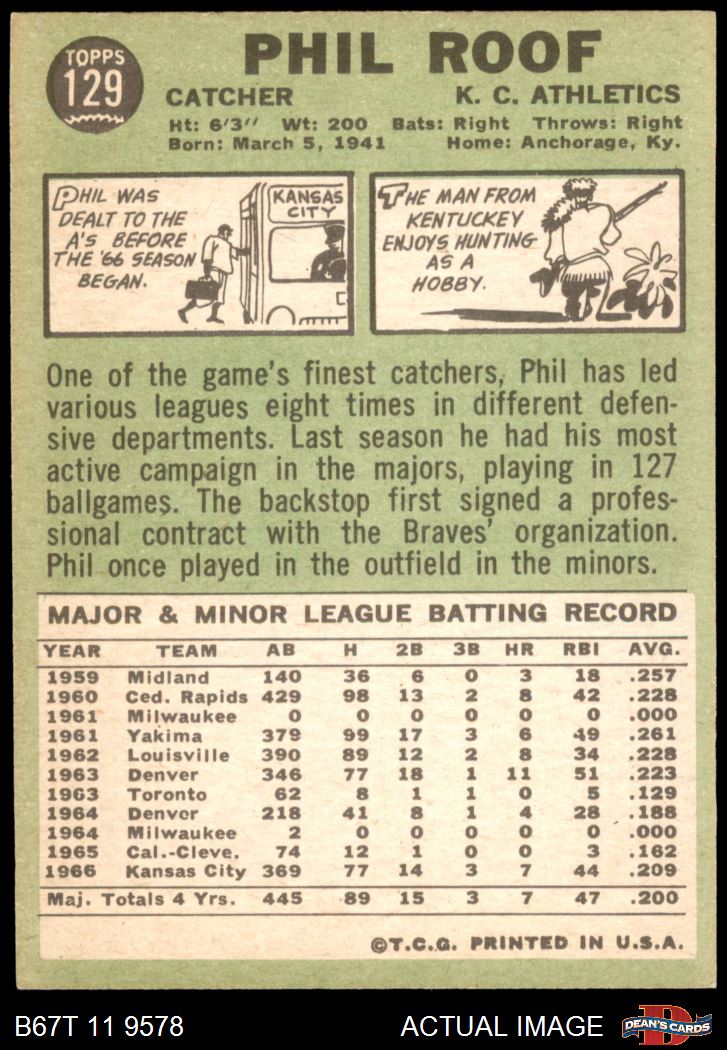 TOPPS
129
PHIL ROOF
CATCHER K. C. ATHLETICS
Ht: 6'3" Wt: 200 Bats: Right Throws: Right
Born: March 5, 1941 Home: Anchorage, Ky.
PHIL WAS
DEALT TO THE
A'S BEFORE
THE '66 SEASON
BEGAN.
KANSAS
CITY
THE MAN FROM
KENTUCKEY
ENJOYS HUNTING
AS A
HOBBY.
One of the game's finest catchers, Phil has led
various leagues eight times in different defen-
sive departments. Last season he had his most
active campaign in the majors, playing in 127
ballgames. The backstop first signed a profes-
sional contract with the Braves' organization.
Phil once played in the outfield in the minors.
MAJOR & MINOR LEAGUE BATTING RECORD
YEAR TEAM AB H 2B 3B HR RBI AVG.
1959 Midland 140 36 6 0 3 18 .257
1960 Ced. Rapids 429 98 13 2 8 42 .228
1961 Milwaukee 0 0 0 0 0 0 .000
1961 Yakima 379 99 17 3 6 49 .261
1962 Louisville 390 89 12 2 8 34 .228
1963 Denver 346 77 18 1 11 51 .223
1963 Toronto 62 8 1 1 0 5 .129
1964 Denver 218 41 8 1 4 28 .188
1964 Milwaukee 2 0 0 0 0 0 .000
1965 Cal.-Cleve. 74 12 1 0 0 3 .162
1966 Kansas City 369 77 14 3 7 44 .209
Maj. Totals 4 Yrs. 445 89 15 3 7 47 .200
©T.C.G. PRINTED IN U.S.A.
B67T 11 9578 ACTUAL IMAGE
D
DEAN'S CARDS